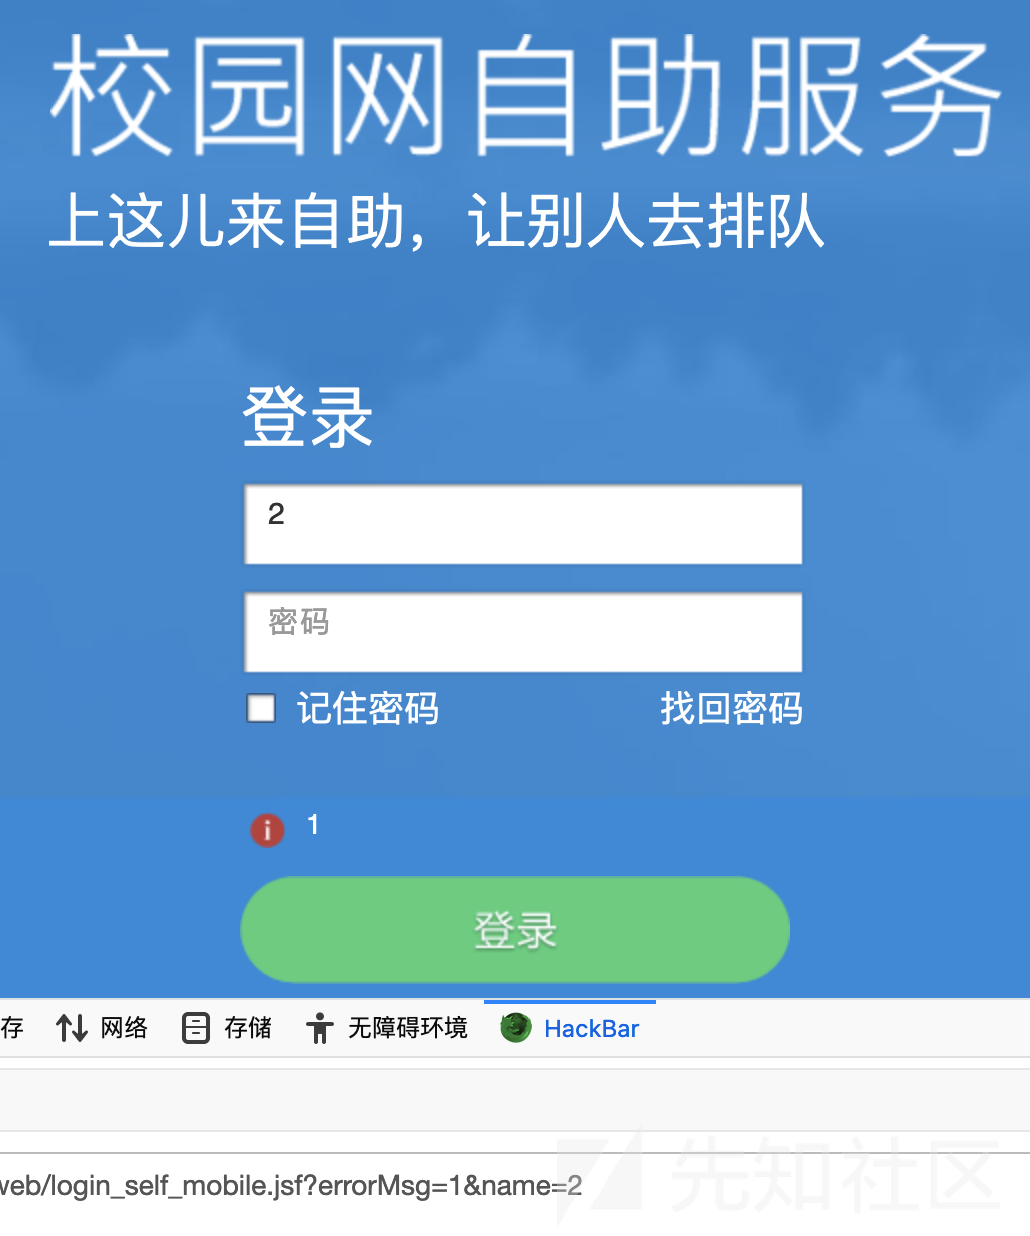 校园网自助服务
上这儿来自助，让别人去排队
登录
2
密码
记住密码 找回密码
1
登录
存 网络 存储 无障碍环境 HackBar
web/login_self_mobile.jsf?errorMsg=1&name=2
先知社区